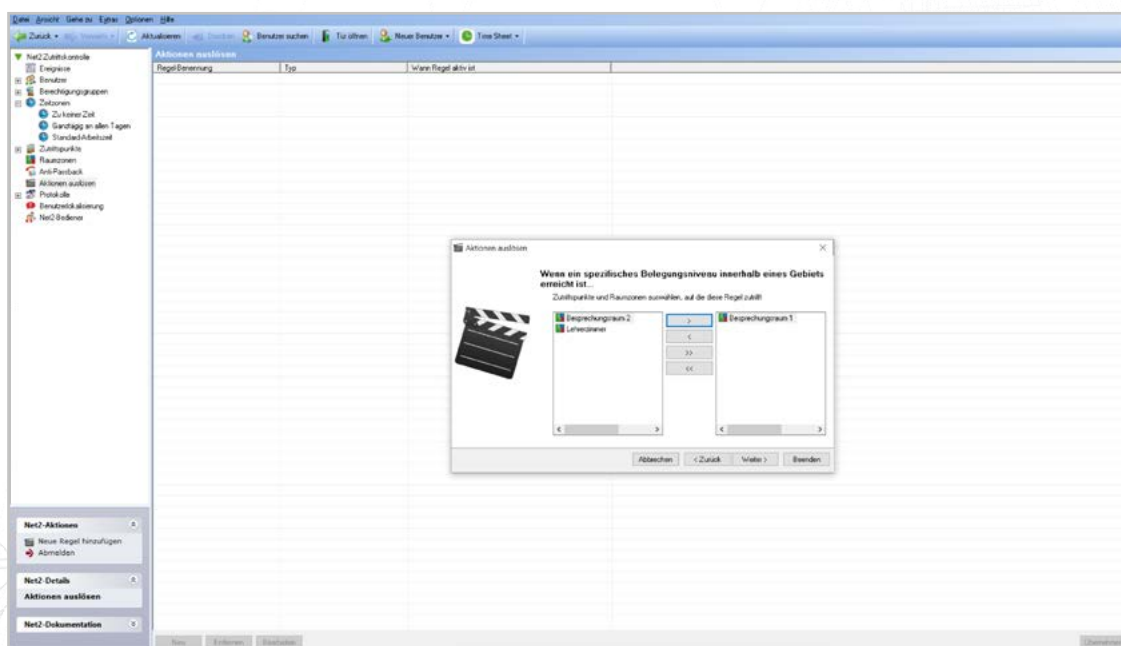 Datei Ansicht Gehe zu Extras Optionen Hilfe
Zurück Aktualisieren Drucken Benutzer suchen Tür öffnen Neuer Benutzer Time Sheet
Net2 Zutrittskontrolle
Ereignisse
Benutzer
Berechtigungsgruppen
Zeitzonen
Zu keiner Zeit
Ganztägig an allen Tagen
Standard-Arbeitszeit
Zutrittspunkte
Raumzonen
Anti-Passback
Aktionen auslösen
Protokolle
Benutzerlokalisierung
Net2-Bediener
Net2-Aktionen
Neue Regel hinzufügen
Abmelden
Net2-Details
Aktionen auslösen
Net2-Dokumentation
Aktionen auslösen
Regel-Benennung Typ Wann Regel aktiv ist
Aktionen auslösen
Wenn ein spezifisches Belegungsniveau innerhalb eines Gebiets
erreicht ist...
Zutrittspunkte und Raumzonen auswählen, auf die diese Regel zutrifft
Besprechungsraum 2
Lehrerzimmer
>
<
>>
<<
Besprechungsraum 1
Abbrechen < Zurück Weiter > Beenden
Neu Entfernen Bearbeiten